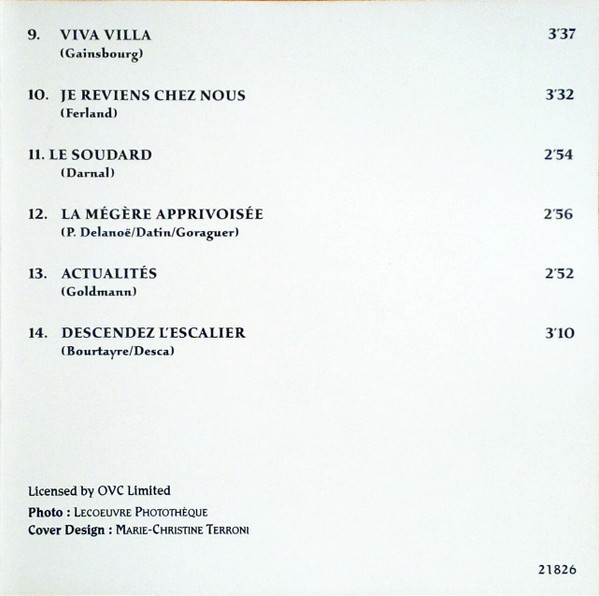 9. VIVA VILLA 3'37
(Gainsbourg)
10. JE REVIENS CHEZ NOUS 3'32
(Ferland)
11. LE SOUDARD 2'54
(Darnal)
12. LA MÉGÈRE APPRIVOISÉE 2'56
(P. Delanoë/Datin/Goraguer)
13. ACTUALITÉS 2'52
(Goldmann)
14. DESCENDEZ L'ESCALIER 3'10
(Bourtayre/Desca)
Licensed by OVC Limited
Photo : LECOEUVRE PHOTOTHÈQUE
Cover Design : MARIE-CHRISTINE TERRONI
21826